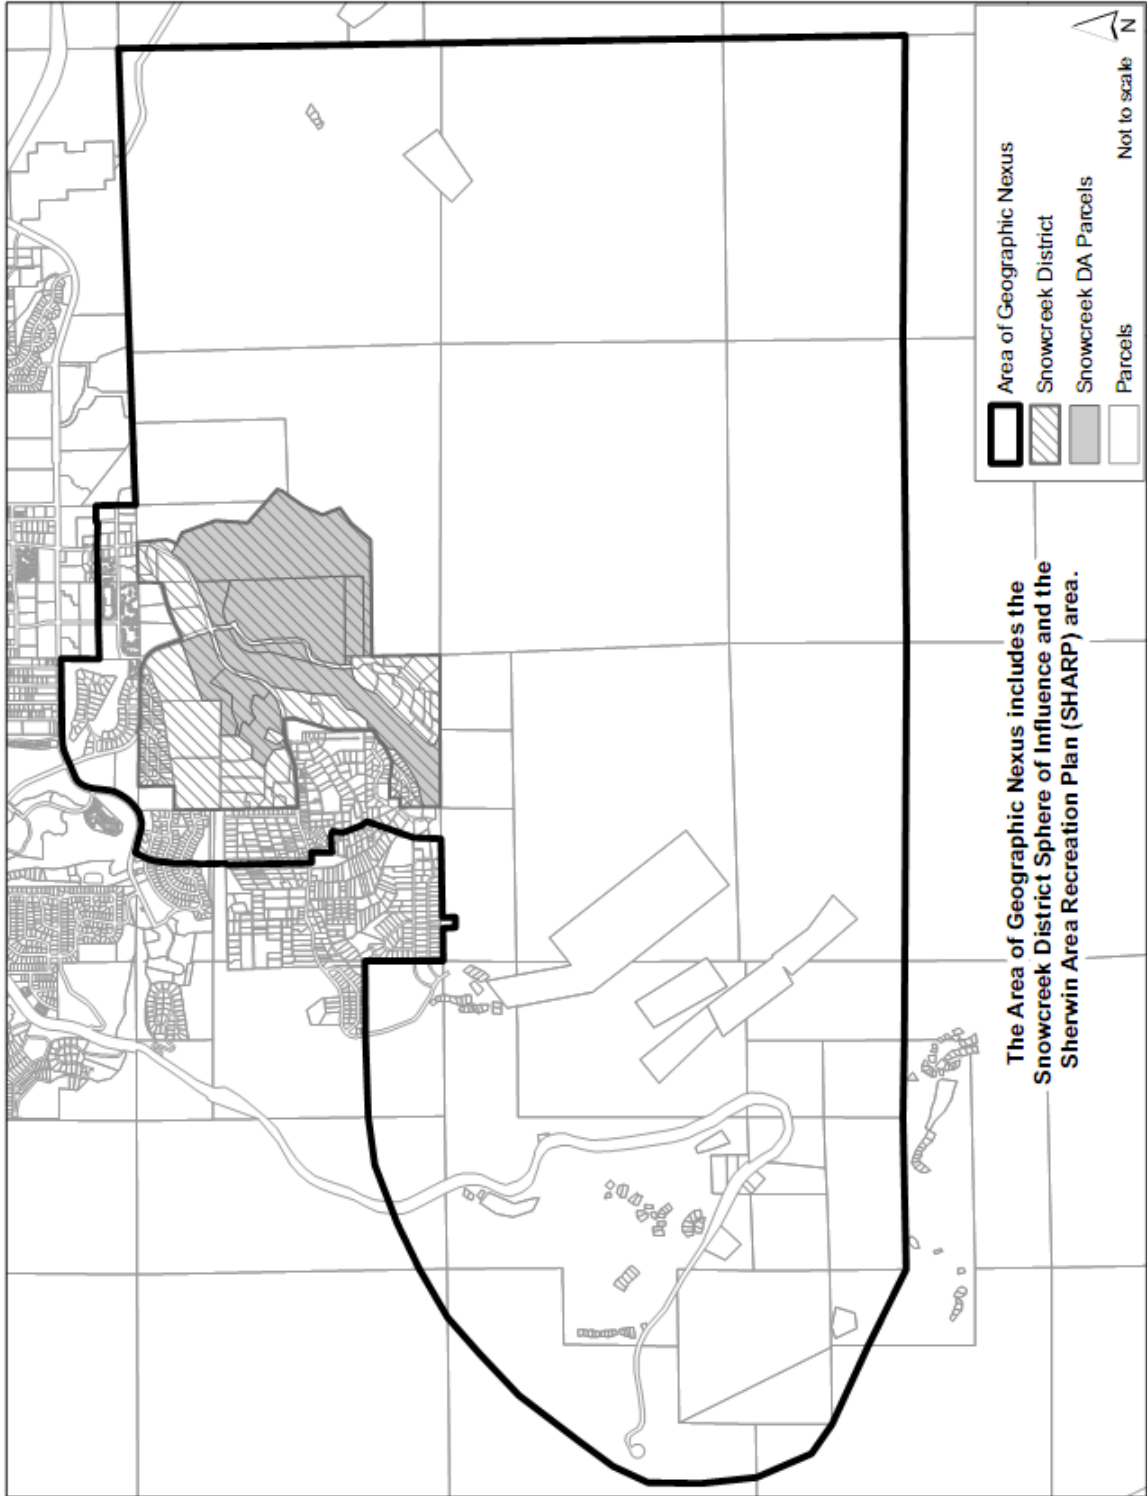 Area of Geographic Nexus
Snowcreek District
Snowcreek DA Parcels
Parcels
Not to scale
N
The Area of Geographic Nexus includes the
Snowcreek District Sphere of Influence and the
Sherwin Area Recreation Plan (SHARP) area.